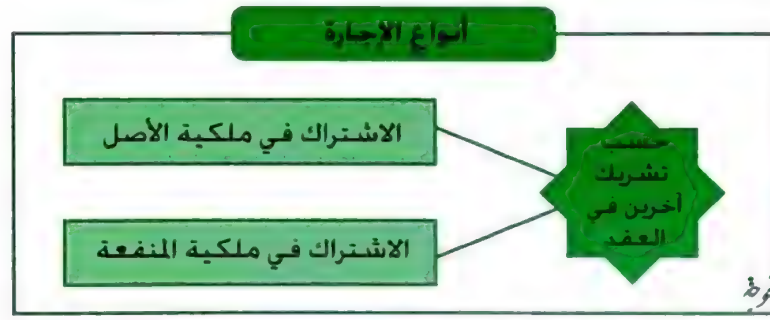 أنواع الإجارة
الاشتراك في ملكية الأصل
حسب
تشريك
آخرين في
العقد
الاشتراك في ملكية المنفعة